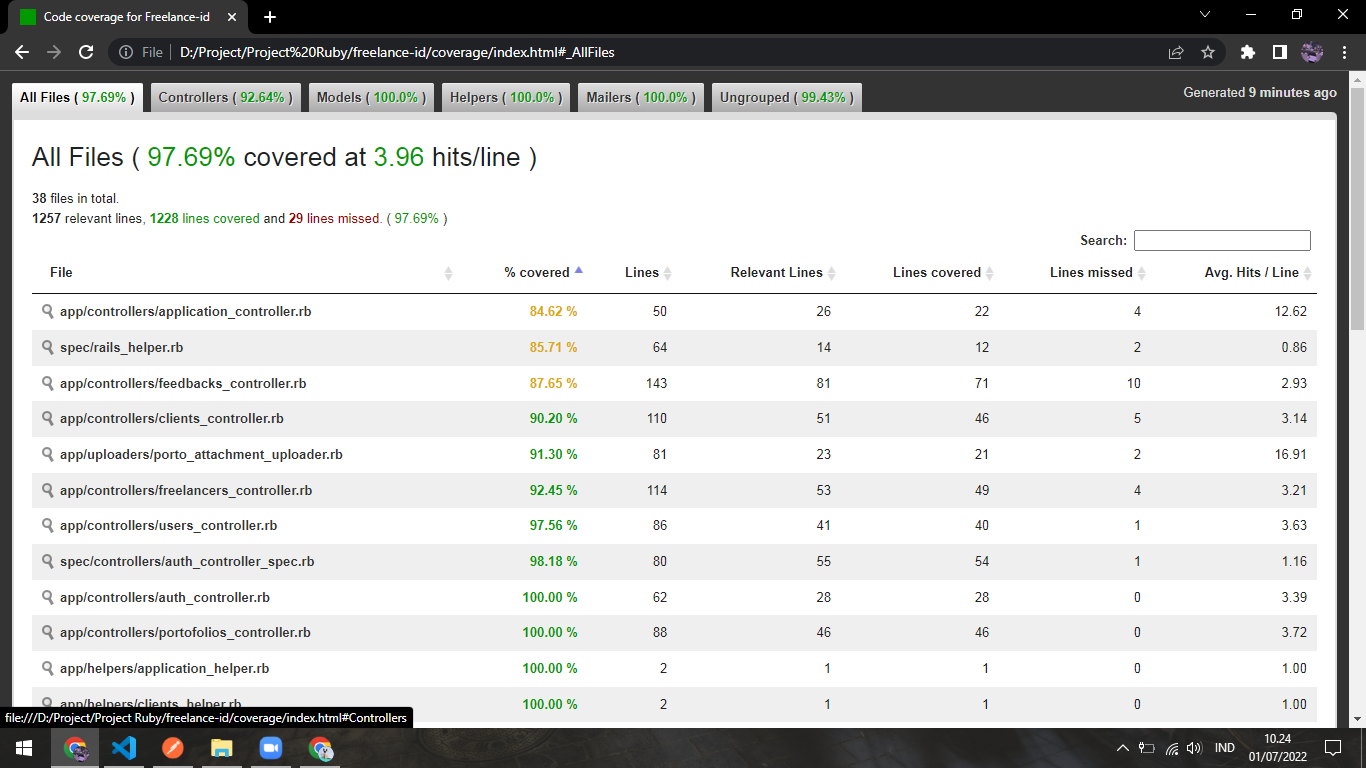 Code coverage for Freelance-id
File D:/Project/Project%20Ruby/freelance-id/coverage/index.html#_AllFiles
All Files ( 97.69% ) Controllers ( 92.64% ) Models ( 100.0% ) Helpers ( 100.0% ) Mailers ( 100.0% ) Ungrouped ( 99.43% )
Generated 9 minutes ago
All Files ( 97.69% covered at 3.96 hits/line )
38 files in total.
1257 relevant lines, 1228 lines covered and 29 lines missed. ( 97.69% )
Search:
File % covered Lines Relevant Lines Lines covered Lines missed Avg. Hits / Line
app/controllers/application_controller.rb 84.62 % 50 26 22 4 12.62
spec/rails_helper.rb 85.71 % 64 14 12 2 0.86
app/controllers/feedbacks_controller.rb 87.65 % 143 81 71 10 2.93
app/controllers/clients_controller.rb 90.20 % 110 51 46 5 3.14
app/uploaders/porto_attachment_uploader.rb 91.30 % 81 23 21 2 16.91
app/controllers/freelancers_controller.rb 92.45 % 114 53 49 4 3.21
app/controllers/users_controller.rb 97.56 % 86 41 40 1 3.63
spec/controllers/auth_controller_spec.rb 98.18 % 80 55 54 1 1.16
app/controllers/auth_controller.rb 100.00 % 62 28 28 0 3.39
app/controllers/portofolios_controller.rb 100.00 % 88 46 46 0 3.72
app/helpers/application_helper.rb 100.00 % 2 1 1 0 1.00
app/helpers/clients_helper.rb 100.00 % 2 1 1 0 1.00
file:///D:/Project/Project Ruby/freelance-id/coverage/index.html#Controllers
IND
10.24
01/07/2022